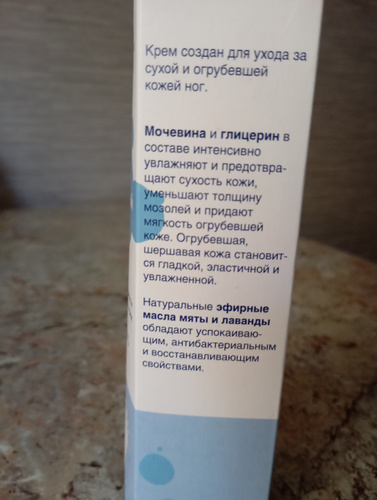 Крем создан для ухода за
сухой и огрубевшей
кожей ног.
Мочевина и глицерин в
составе интенсивно
увлажняют и предотвра-
щают сухость кожи,
уменьшают толщину
мозолей и придают
мягкость огрубевшей
коже. Огрубевшая,
шершавая кожа становит-
ся гладкой, эластичной и
увлажненной.
Натуральные эфирные
масла мяты и лаванды
обладают успокаиваю-
щим, антибактериальным
и восстанавливающим
свойствами.